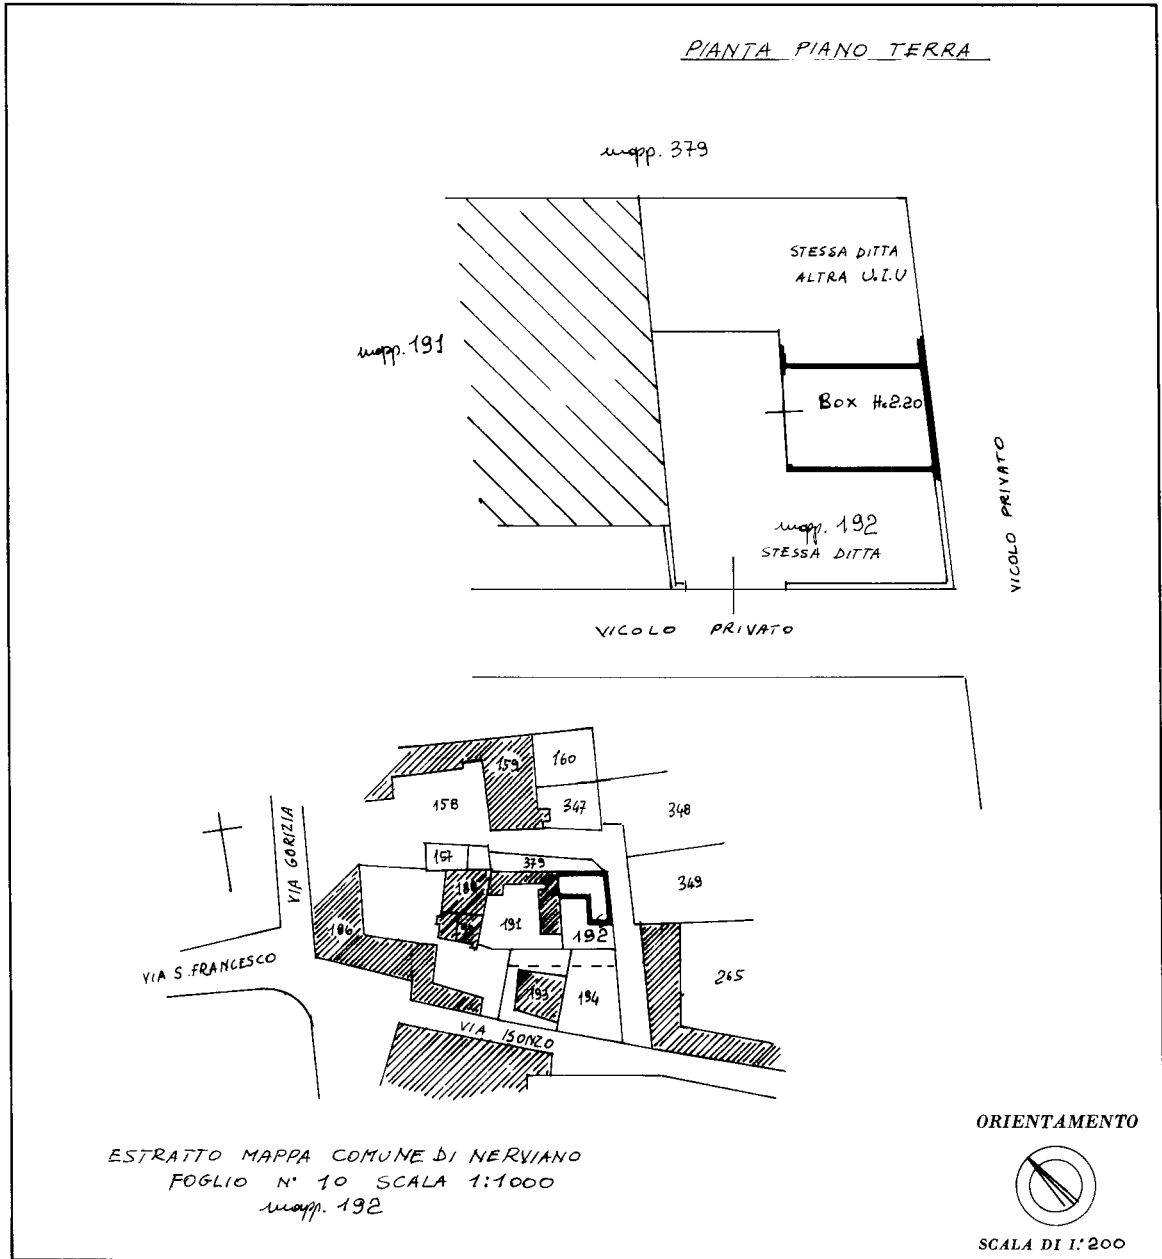 PIANTA PIANO TERRA
mapp. 379
STESSA DITTA
ALTRA U.I.U
mapp. 191
Box H=2.20
VICOLO PRIVATO
mapp. 192
STESSA DITTA
VICOLO PRIVATO
159
160
158
347
348
VIA GORIZIA
157
379
349
188
191
192
186
VIA S. FRANCESCO
265
193
194
VIA ISONZO
ESTRATTO MAPPA COMUNE DI NERVIANO
FOGLIO N° 10 SCALA 1:1000
mapp. 192
ORIENTAMENTO
SCALA DI 1:200